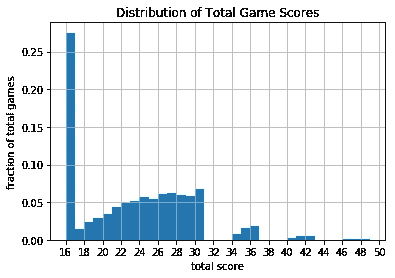 Distribution of Total Game Scores
fraction of total games
0.25
0.20
0.15
0.10
0.05
0.00
16 18 20 22 24 26 28 30 32 34 36 38 40 42 44 46 48 50
total score